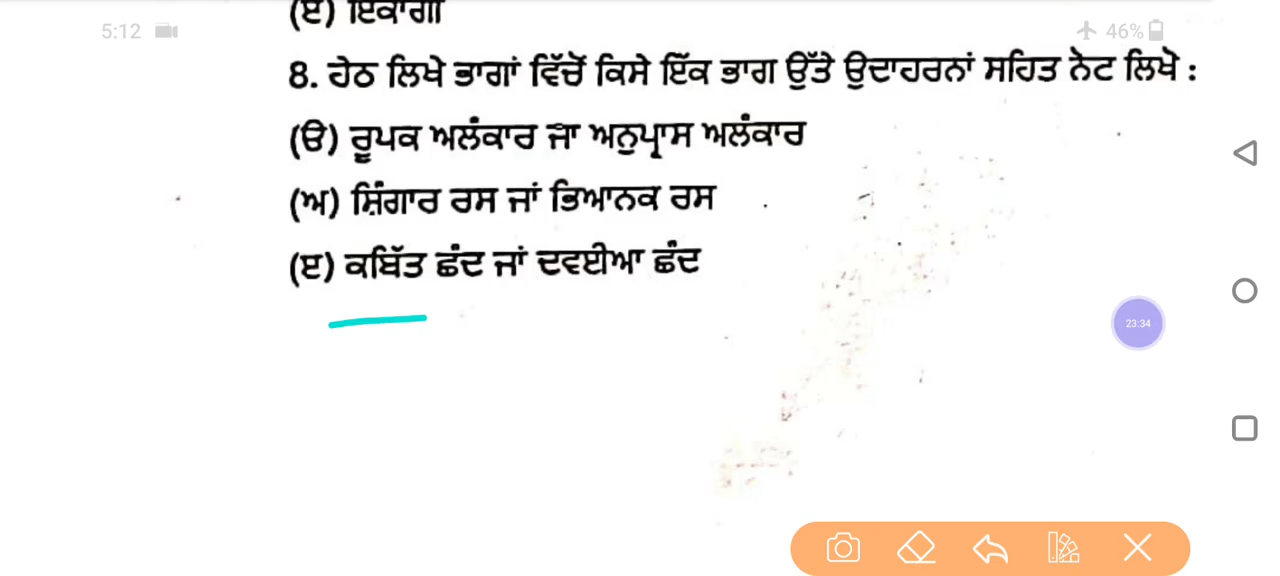 5:12
46%
(ੲ) ਇਕਾਂਗੀ
8. ਹੇਠ ਲਿਖੇ ਭਾਗਾਂ ਵਿੱਚੋਂ ਕਿਸੇ ਇੱਕ ਭਾਗ ਉੱਤੇ ਉਦਾਹਰਨਾਂ ਸਹਿਤ ਨੋਟ ਲਿਖੋ :
(ੳ) ਰੂਪਕ ਅਲੰਕਾਰ ਜਾਂ ਅਨੁਪ੍ਰਾਸ ਅਲੰਕਾਰ
(ਅ) ਸ਼ਿੰਗਾਰ ਰਸ ਜਾਂ ਭਿਆਨਕ ਰਸ
(ੲ) ਕਬਿੱਤ ਛੰਦ ਜਾਂ ਦਵਈਆ ਛੰਦ
23:34